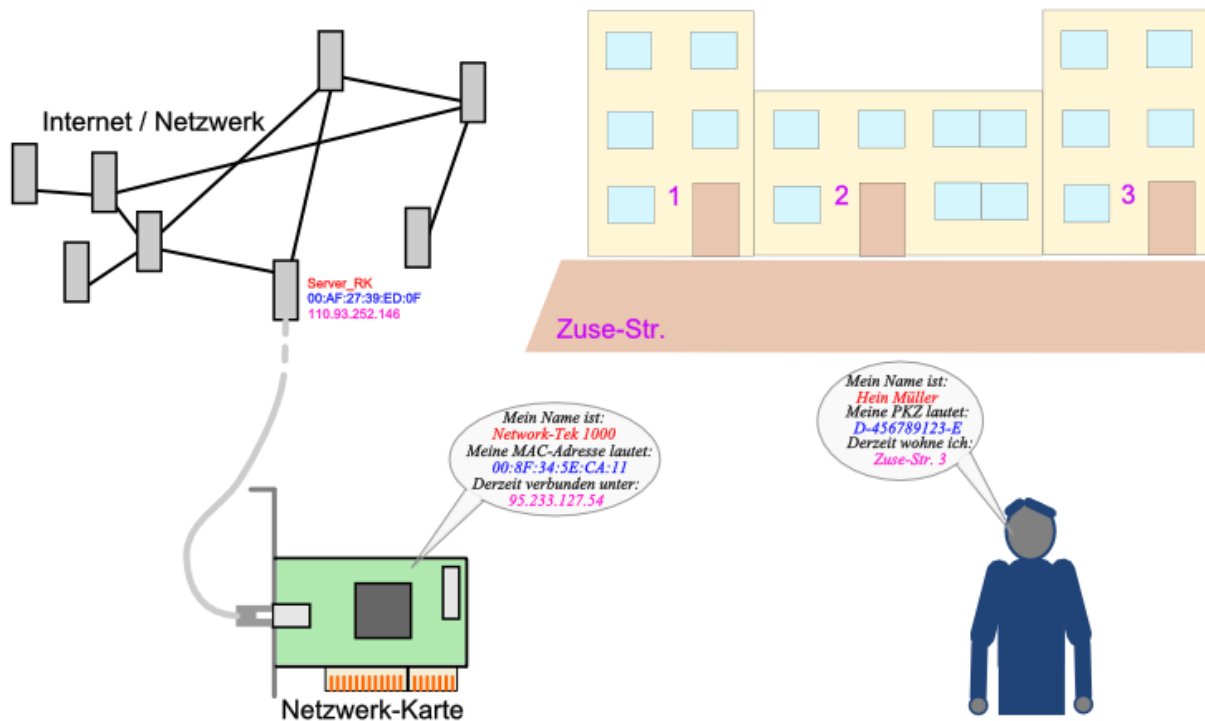 Internet / Netzwerk
Server_RK
00:AF:27:39:ED:0F
110.93.252.146
1
2
3
Zuse-Str.
Mein Name ist:
Network-Tek 1000
Meine MAC-Adresse lautet:
00:8F:34:5E:CA:11
Derzeit verbunden unter:
95.233.127.54
Mein Name ist:
Hein Müller
Meine PKZ lautet:
D-456789123-E
Derzeit wohne ich:
Zuse-Str. 3
Netzwerk-Karte